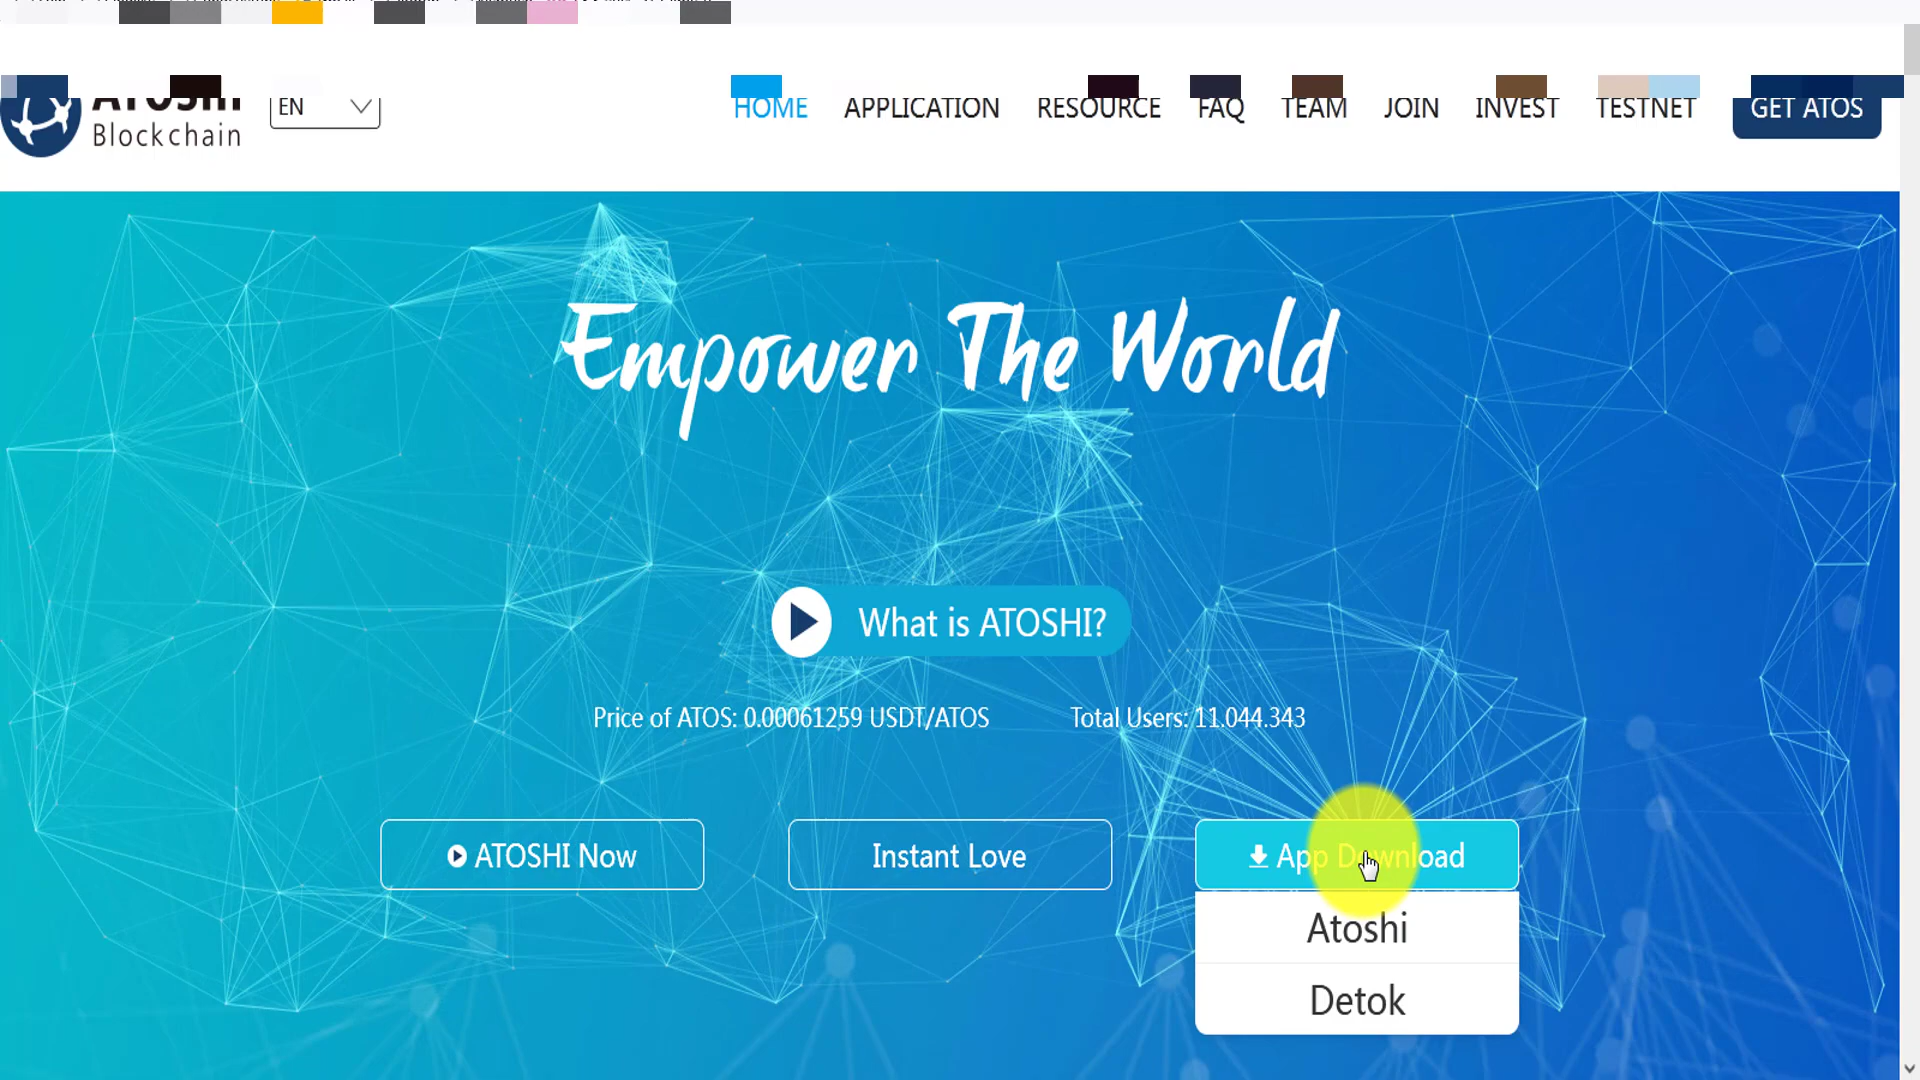 ATOSHI
Blockchain
EN
HOME
APPLICATION
RESOURCE
FAQ
TEAM
JOIN
INVEST
TESTNET
GET ATOS
Empower The World
What is ATOSHI?
Price of ATOS: 0.00061259 USDT/ATOS
Total Users: 11.044.343
ATOSHI Now
Instant Love
App Download
Atoshi
Detok